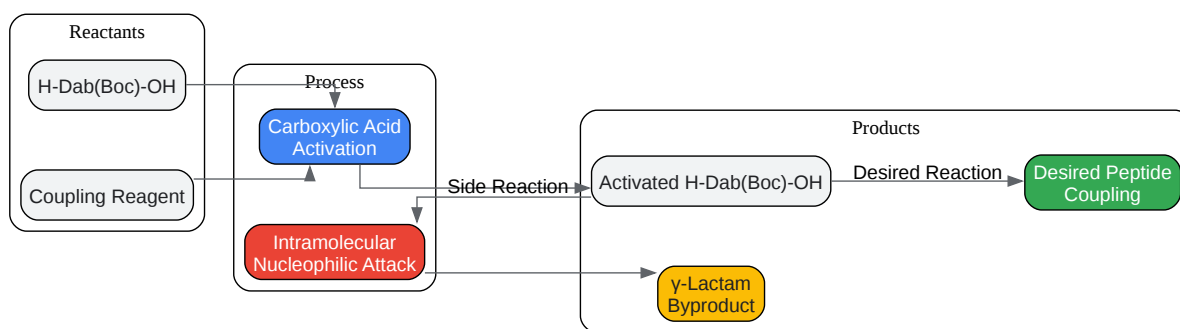 Reactants
H-Dab(Boc)-OH
Coupling Reagent
Process
Carboxylic Acid
Activation
Intramolecular
Nucleophilic Attack
Side Reaction
Products
Activated H-Dab(Boc)-OH
Desired Reaction
Desired Peptide
Coupling
γ-Lactam
Byproduct